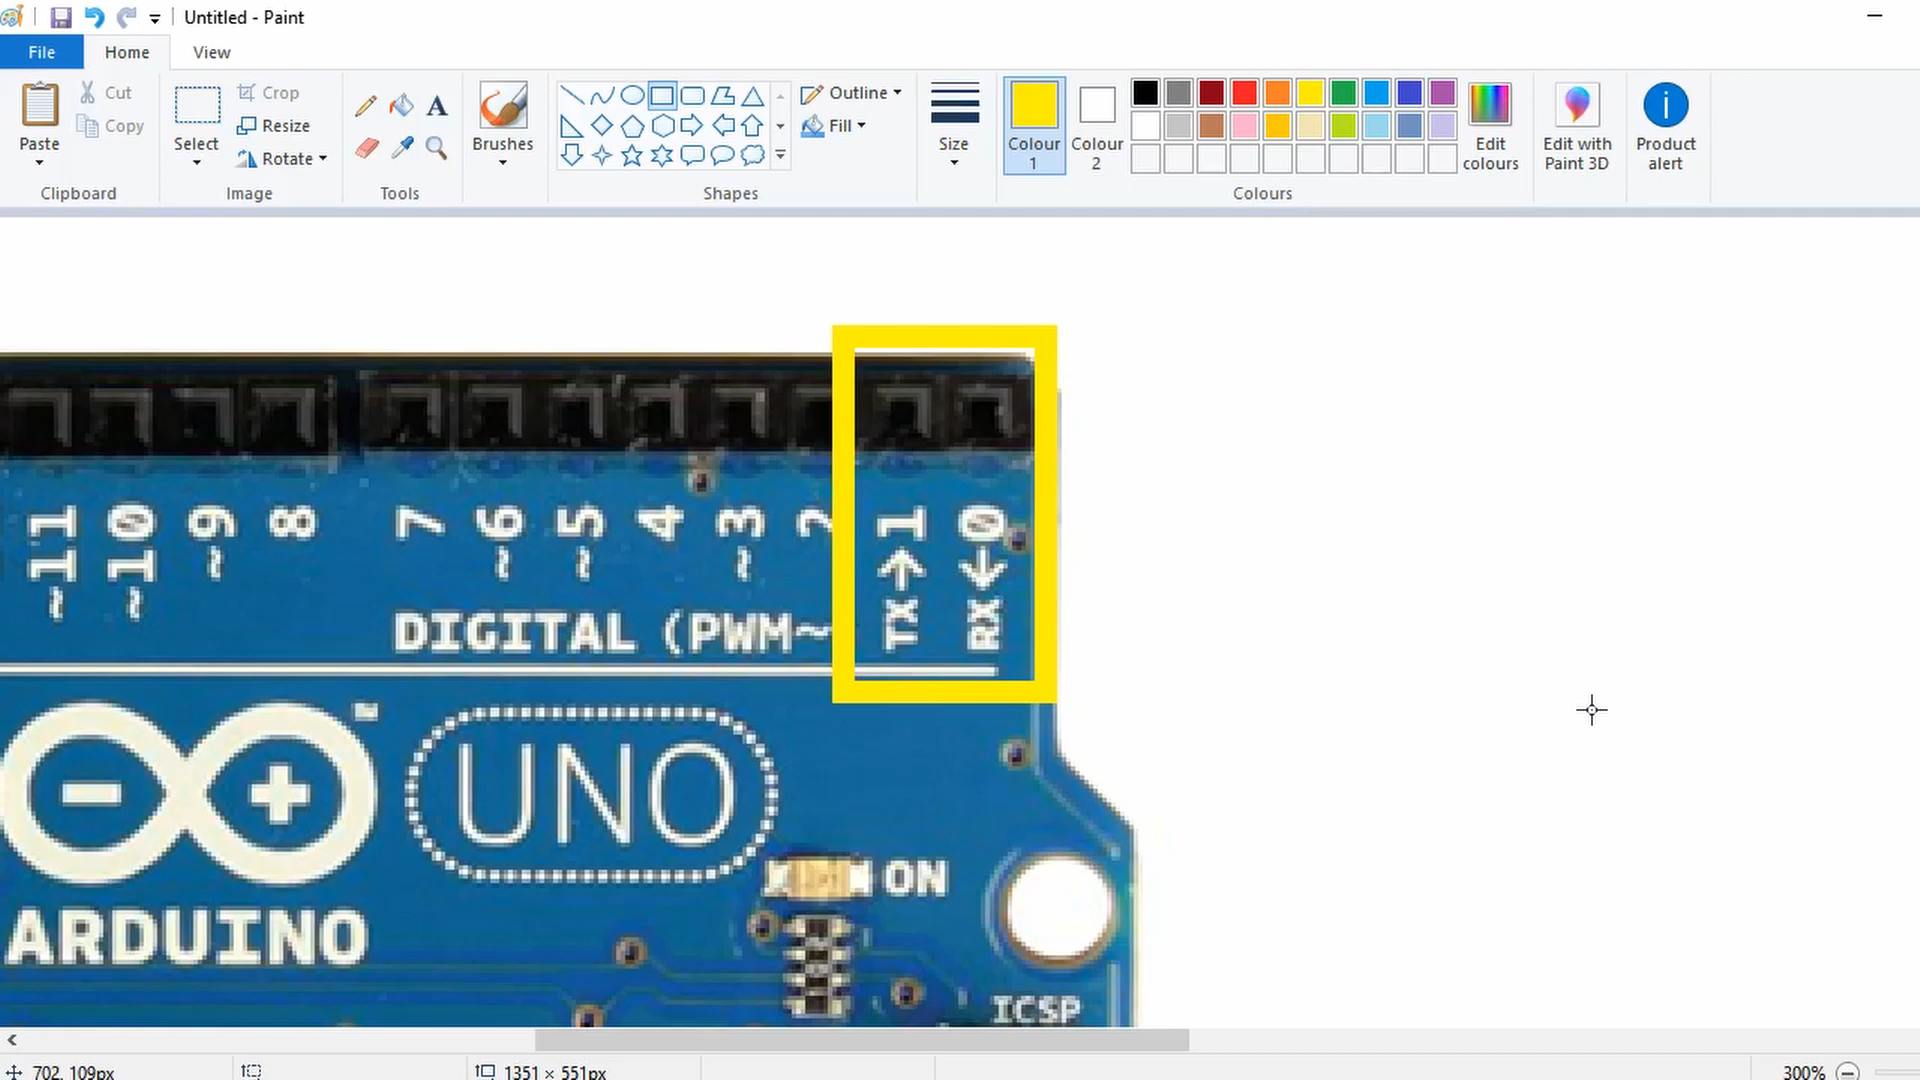 Untitled - Paint
File Home View
Paste Cut Copy Clipboard
Select Crop Resize Rotate Image
Tools
Brushes
Outline Fill Shapes
Size
Colour 1 Colour 2 Edit colours Colours
Edit with Paint 3D
Product alert
~11 ~10 ~9 8 7 ~6 ~5 4 ~3 2 TX→1 RX←0
DIGITAL (PWM~
UNO
ARDUINO
™
ON
ICSP
702, 109px 1351 × 551px 300%